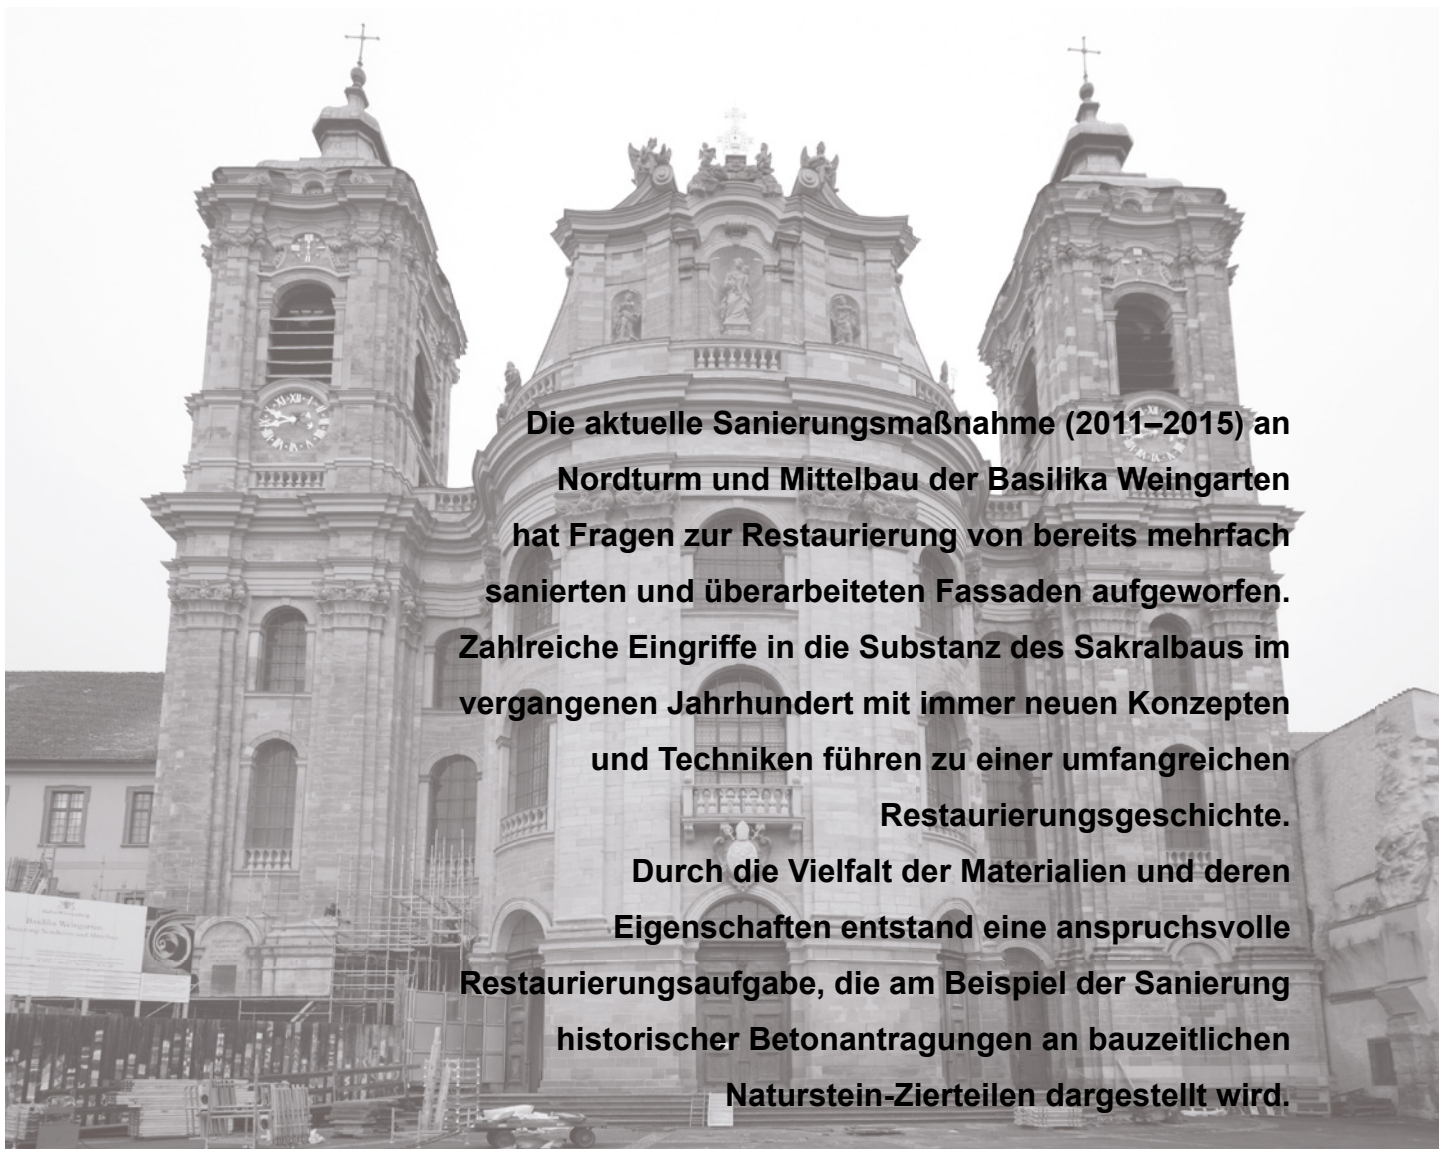 Die aktuelle Sanierungsmaßnahme (2011–2015) an
Nordturm und Mittelbau der Basilika Weingarten
hat Fragen zur Restaurierung von bereits mehrfach
sanierten und überarbeiteten Fassaden aufgeworfen.
Zahlreiche Eingriffe in die Substanz des Sakralbaus im
vergangenen Jahrhundert mit immer neuen Konzepten
und Techniken führen zu einer umfangreichen
Restaurierungsgeschichte.
Durch die Vielfalt der Materialien und deren
Eigenschaften entstand eine anspruchsvolle
Restaurierungsaufgabe, die am Beispiel der Sanierung
historischer Betonantragungen an bauzeitlichen
Naturstein-Zierteilen dargestellt wird.
Basilika Weingarten